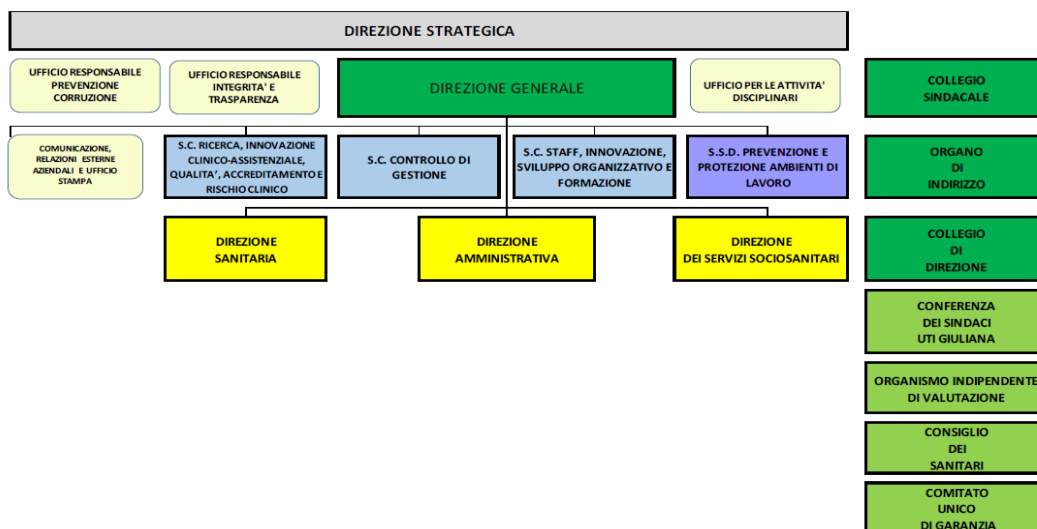 DIREZIONE STRATEGICA
UFFICIO RESPONSABILE
PREVENZIONE
CORRUZIONE
UFFICIO RESPONSABILE
INTEGRITA' E
TRASPARENZA
DIREZIONE GENERALE
UFFICIO PER LE ATTIVITA'
DISCIPLINARI
COLLEGIO
SINDACALE
COMUNICAZIONE,
RELAZIONI ESTERNE
AZIENDALI E UFFICIO
STAMPA
S.C. RICERCA, INNOVAZIONE
CLINICO-ASSISTENZIALE,
QUALITA', ACCREDITAMENTO E
RISCHIO CLINICO
S.C. CONTROLLO DI
GESTIONE
S.C. STAFF, INNOVAZIONE,
SVILUPPO ORGANIZZATIVO E
FORMAZIONE
S.S.D. PREVENZIONE E
PROTEZIONE AMBIENTI DI
LAVORO
ORGANO
DI
INDIRIZZO
DIREZIONE
SANITARIA
DIREZIONE
AMMINISTRATIVA
DIREZIONE
DEI SERVIZI SOCIOSANITARI
COLLEGIO
DI
DIREZIONE
CONFERENZA
DEI SINDACI
UTI GIULIANA
ORGANISMO INDIPENDENTE
DI VALUTAZIONE
CONSIGLIO
DEI
SANITARI
COMITATO
UNICO
DI GARANZIA